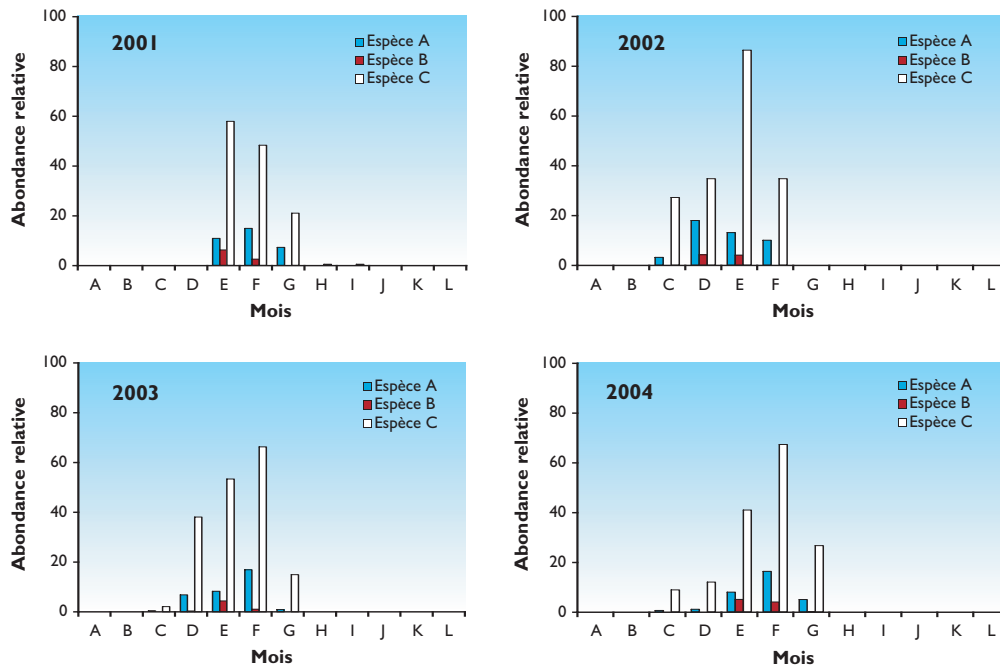 2001
Espèce A
Espèce B
Espèce C
Abondance relative
100
80
60
40
20
0
A B C D E F G H I J K L
Mois
2002
Espèce A
Espèce B
Espèce C
Abondance relative
100
80
60
40
20
0
A B C D E F G H I J K L
Mois
2003
Espèce A
Espèce B
Espèce C
Abondance relative
100
80
60
40
20
0
A B C D E F G H I J K L
Mois
2004
Espèce A
Espèce B
Espèce C
Abondance relative
100
80
60
40
20
0
A B C D E F G H I J K L
Mois